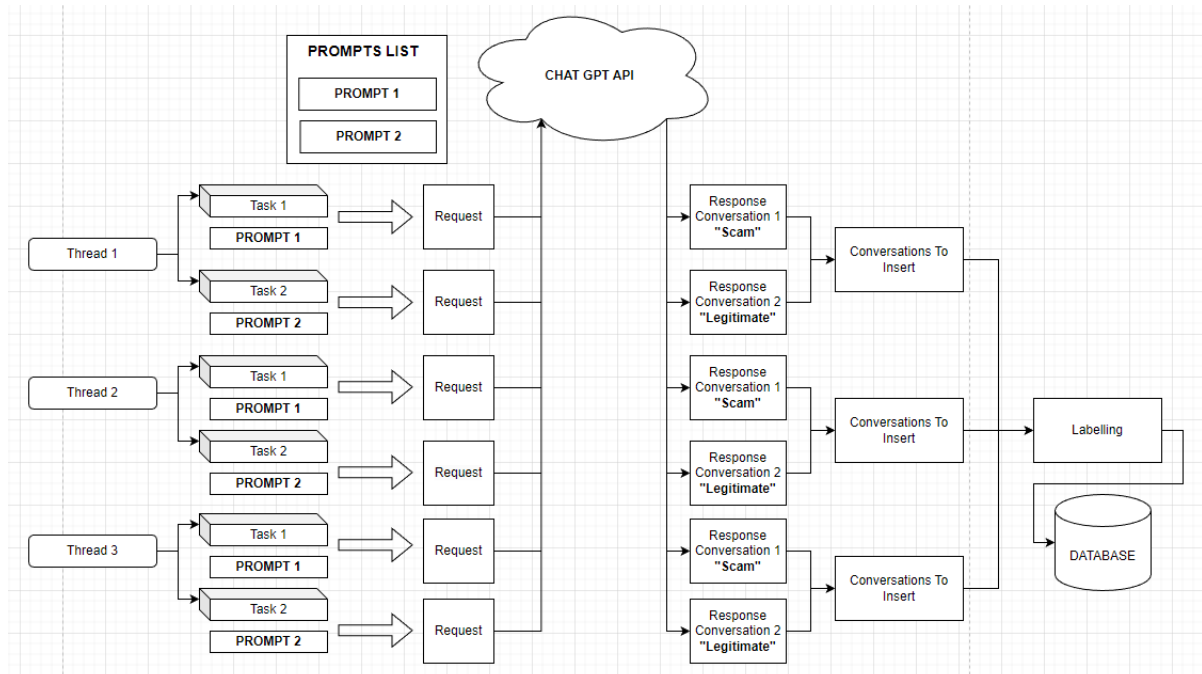 PROMPTS LIST
PROMPT 1
PROMPT 2
CHAT GPT API
Thread 1
Task 1
PROMPT 1
Request
Task 2
PROMPT 2
Request
Response
Conversation 1
"Scam"
Response
Conversation 2
"Legitimate"
Conversations To
Insert
Thread 2
Task 1
PROMPT 1
Request
Task 2
PROMPT 2
Request
Response
Conversation 1
"Scam"
Response
Conversation 2
"Legitimate"
Conversations To
Insert
Thread 3
Task 1
PROMPT 1
Request
Task 2
PROMPT 2
Request
Response
Conversation 1
"Scam"
Response
Conversation 2
"Legitimate"
Conversations To
Insert
Labelling
DATABASE